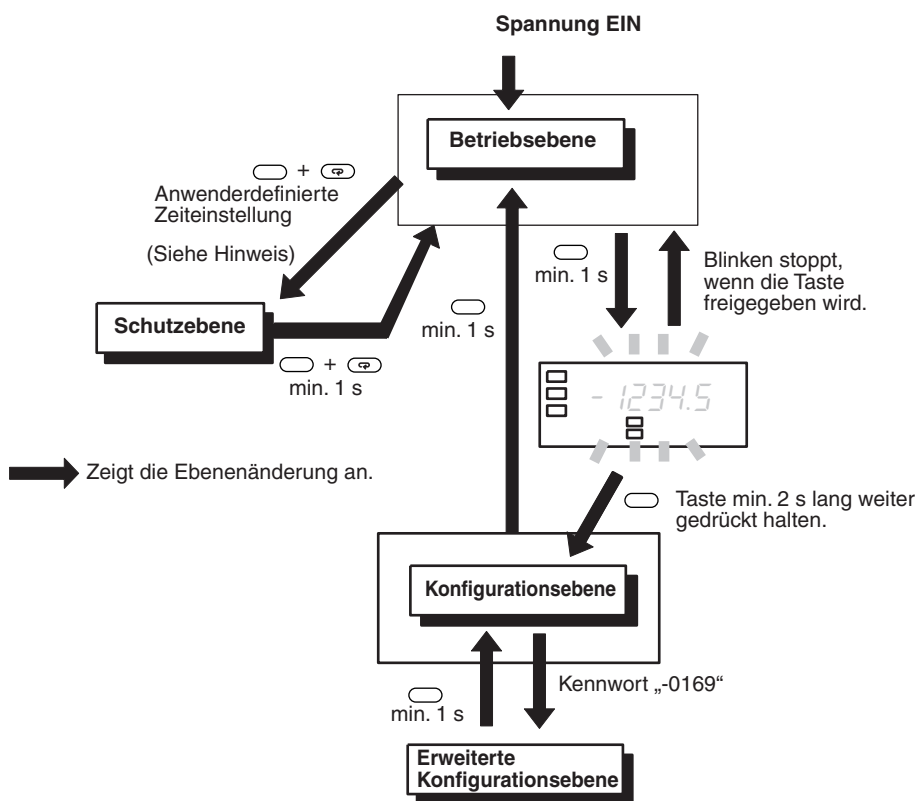 Spannung EIN
Betriebsebene
+
Anwenderdefinierte
Zeiteinstellung
(Siehe Hinweis)
min. 1 s
Blinken stoppt,
wenn die Taste
freigegeben wird.
Schutzebene
min. 1 s
+
min. 1 s
-1234.5
Zeigt die Ebenenänderung an.
Taste min. 2 s lang weiter
gedrückt halten.
Konfigurationsebene
Kennwort „-0169“
min. 1 s
Erweiterte
Konfigurationsebene